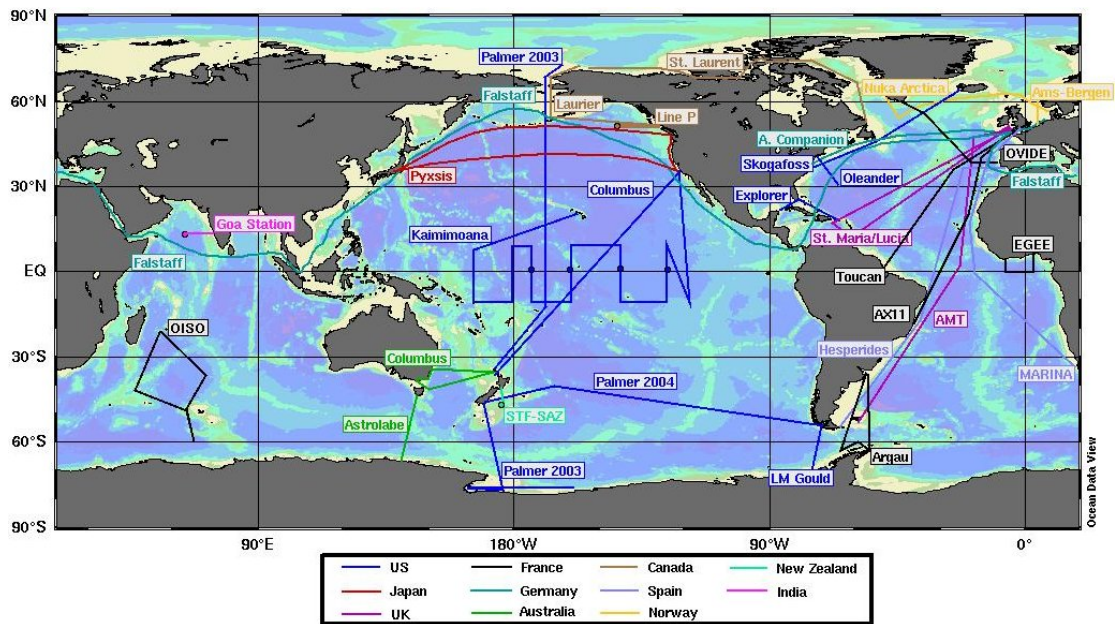 90°N
Palmer 2003
St. Laurent
Nuka Arctica
Ams-Bergen
60°N
Falstaff
Laurier
Line P
A. Companion
OVIDE
Skogafoss
Pyxsis
Oleander
Falstaff
30°N
Columbus
Explorer
Goa Station
Kaimimoana
St. Maria/Lucia
EGEE
Falstaff
EQ
Toucan
OISO
AX11
AMT
Hesperides
30°S
Columbus
MARINA
Palmer 2004
STF-SAZ
Astrolabe
60°S
Argau
Palmer 2003
LM Gould
90°S
Ocean Data View
90°E
180°W
90°W
0°
US
France
Canada
New Zealand
Japan
Germany
Spain
India
UK
Australia
Norway